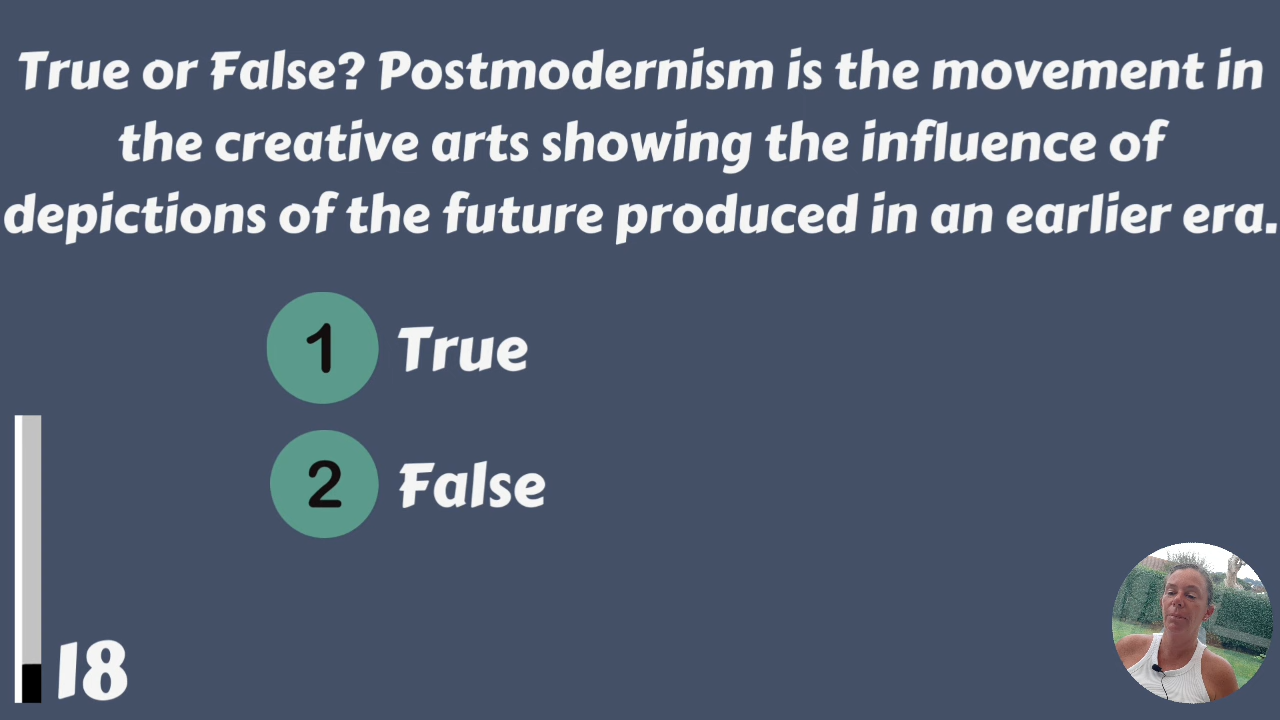 True or False? Postmodernism is the movement in
the creative arts showing the influence of
depictions of the future produced in an earlier era.
1 True
2 False
18